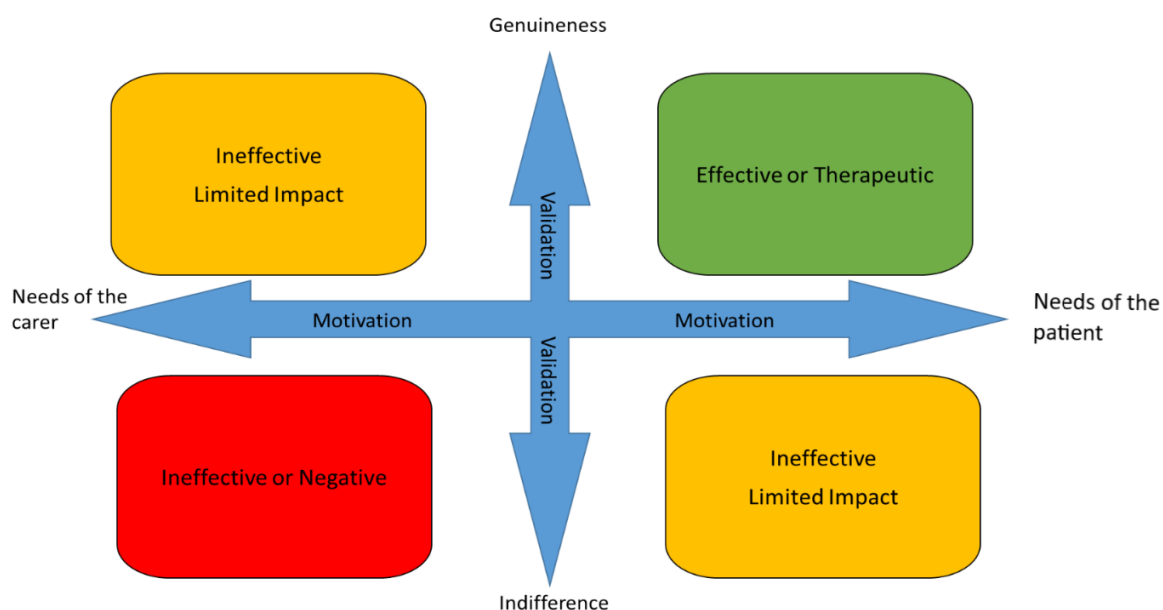 Genuineness
Ineffective
Limited Impact
Effective or Therapeutic
Validation
Needs of the
carer
Motivation
Motivation
Needs of the
patient
Validation
Ineffective or Negative
Ineffective
Limited Impact
Indifference